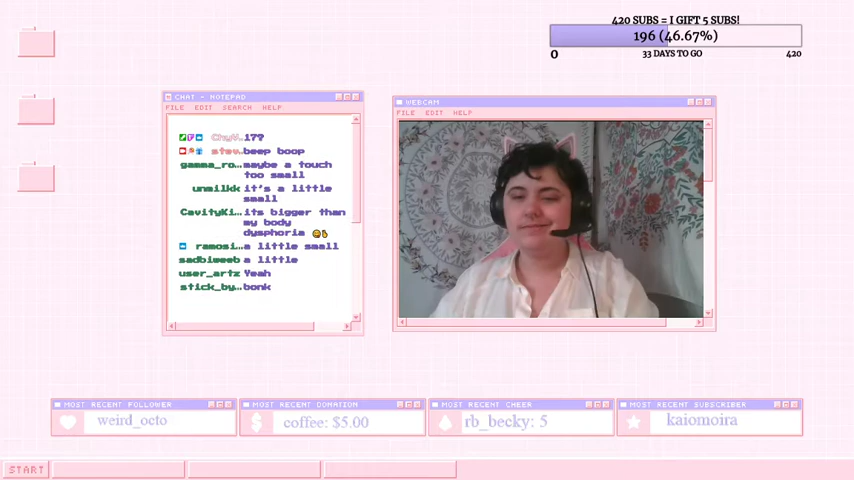 420 SUBS = I GIFT 5 SUBS!
196 (46.67%)
0 33 DAYS TO GO 420
CHAT - NOTEPAD
FILE EDIT SEARCH HELP
17?
stev… beep boop
gamma_ro… maybe a touch
too small
unmilkk it's a little
small
CavityKi… its bigger than
my body
dysphoria
ramosi… a little small
sadbiweeb a little
user_artz Yeah
stick_by… bonk
WEBCAM
FILE EDIT HELP
MOST RECENT FOLLOWER
weird_octo
MOST RECENT DONATION
coffee: $5.00
MOST RECENT CHEER
rb_becky: 5
MOST RECENT SUBSCRIBER
kaiomoira
START